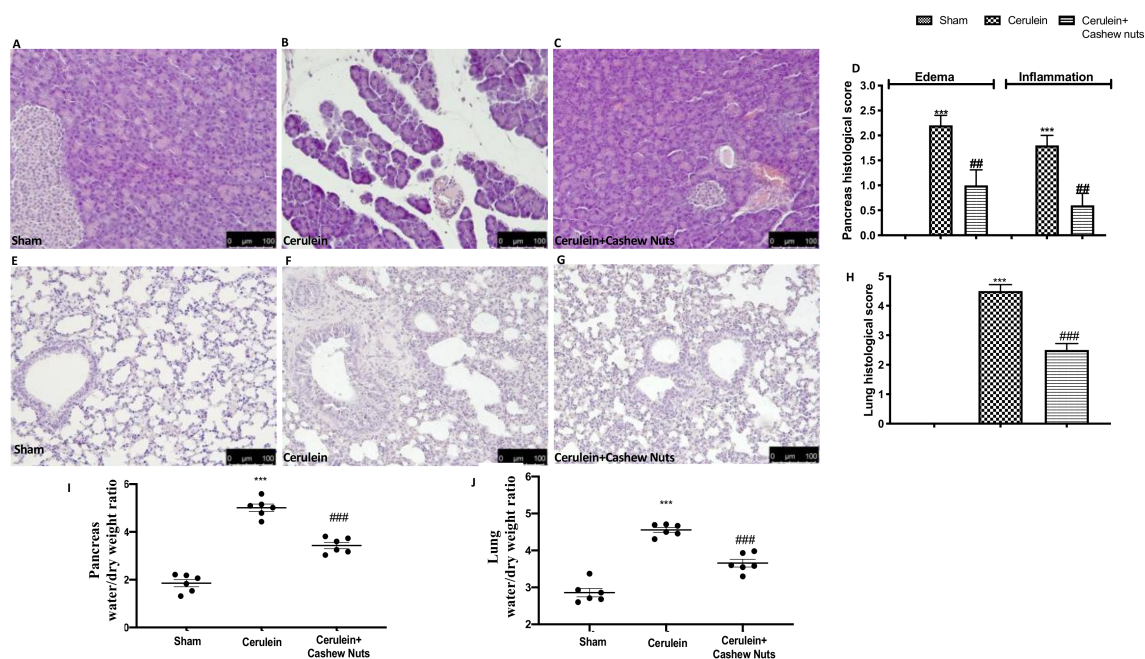 Sham
Cerulein
Cerulein+
Cashew nuts
A
Sham
0 µm 100
B
Cerulein
0 µm 100
C
Cerulein+Cashew Nuts
0 µm 100
D
Edema
Inflammation
Pancreas histological score
3.0
2.5
2.0
1.5
1.0
0.5
0.0
***
##
***
##
E
Sham
0 µm 100
F
Cerulein
0 µm 100
G
Cerulein+Cashew Nuts
0 µm 100
H
Lung histological score
5
4
3
2
1
0
***
###
I
Pancreas
water/dry weight ratio
6
4
2
0
***
###
Sham
Cerulein
Cerulein+
Cashew Nuts
J
Lung
water/dry weight ratio
6
5
4
3
2
***
###
Sham
Cerulein
Cerulein+
Cashew Nuts